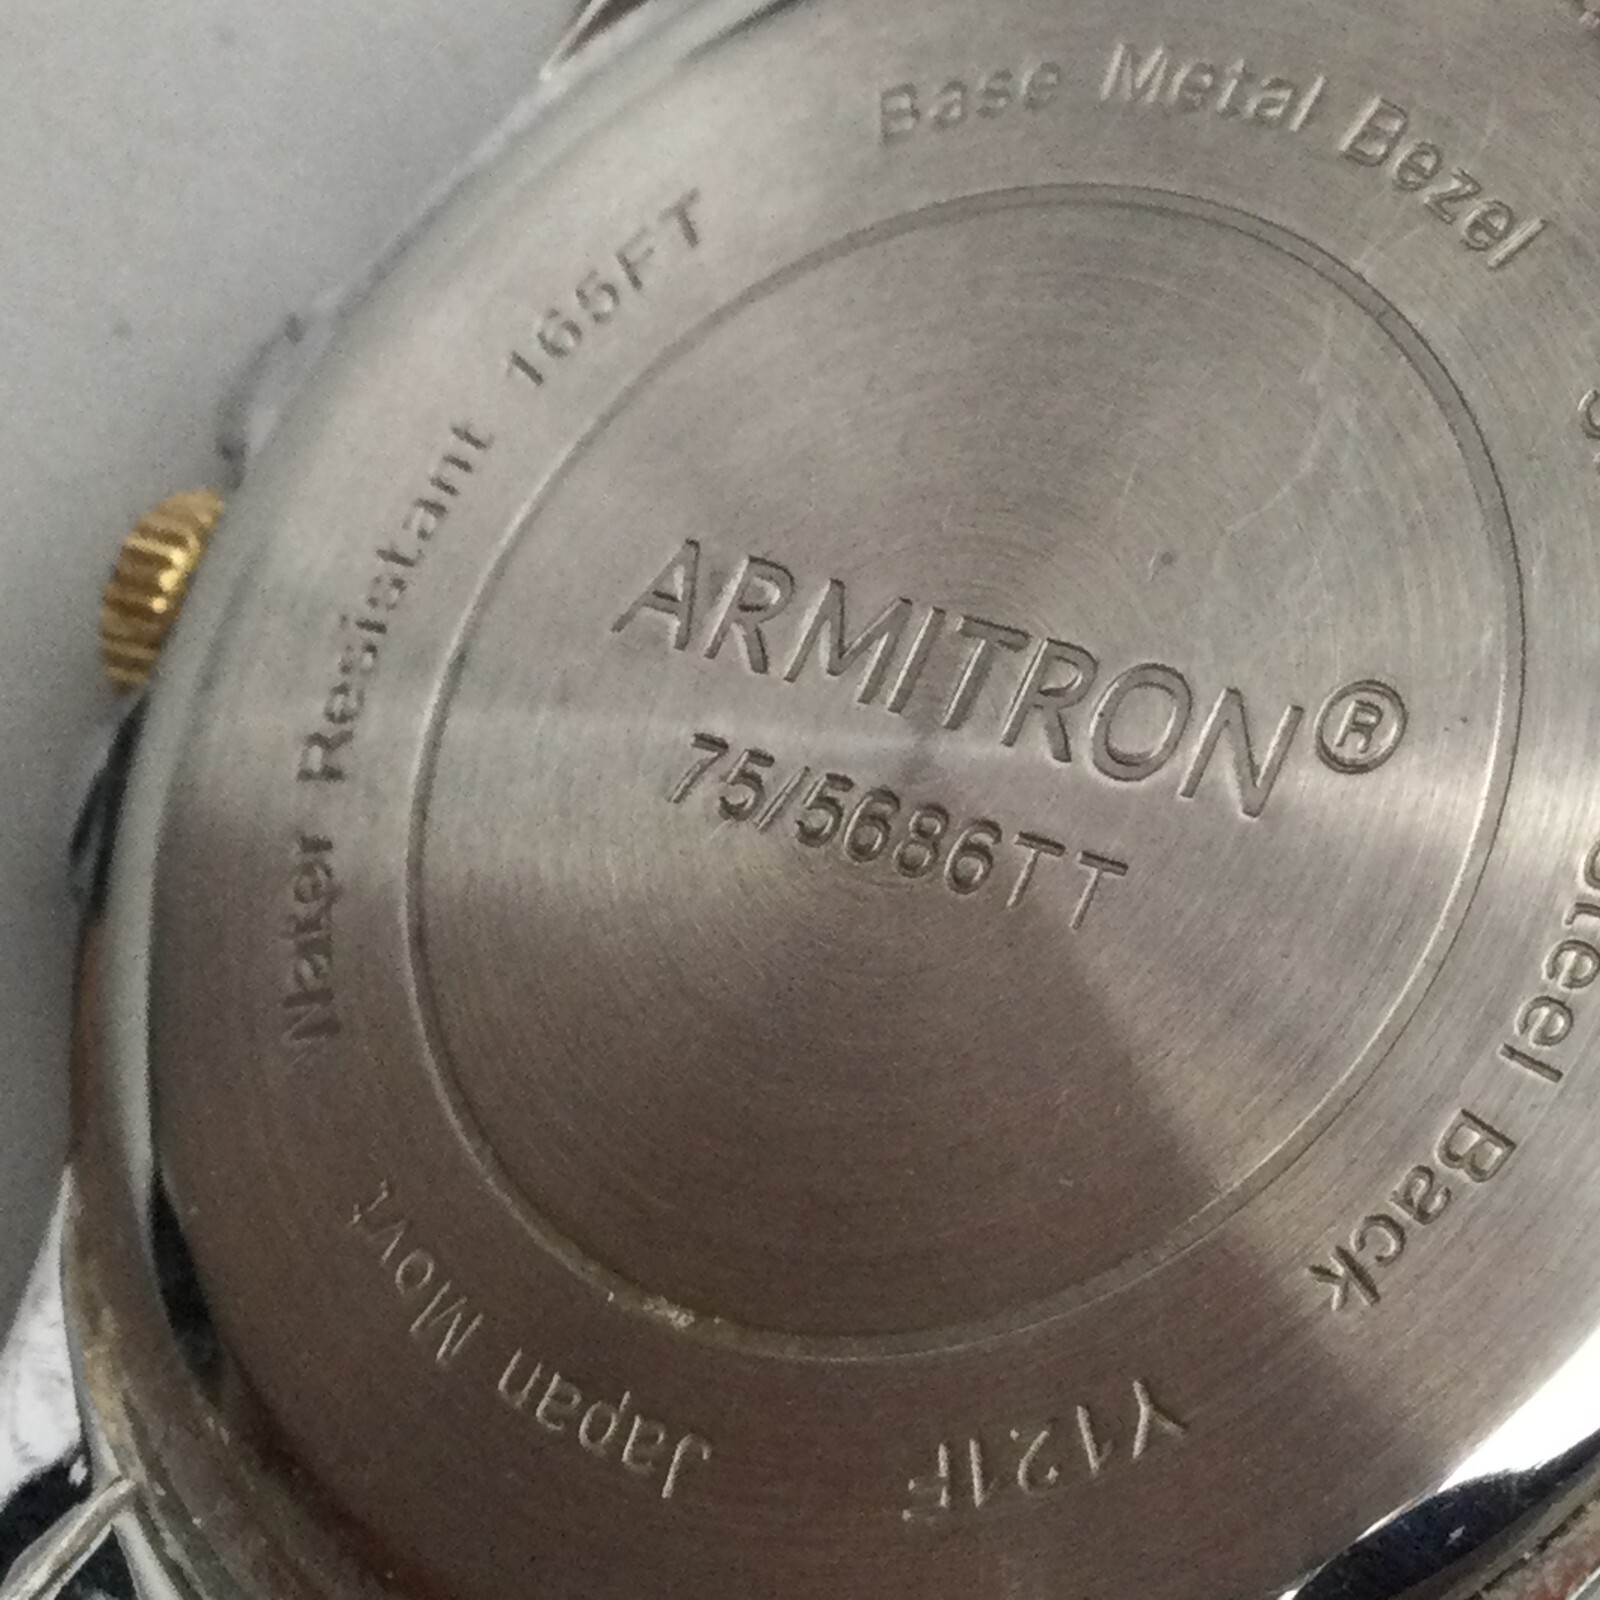 ARMITRON®
75/5686TT
Water Resistant 165FT
Base Metal Bezel
Steel Back
Y121F
Japan Movt